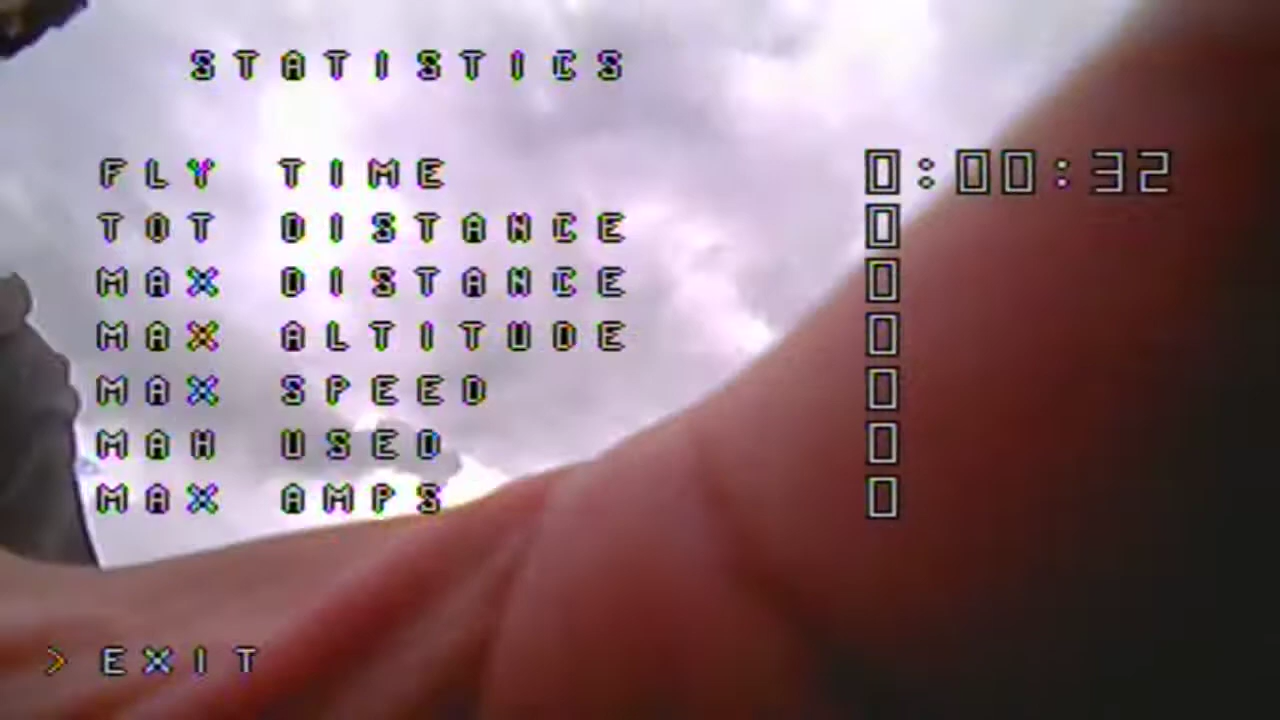 STATISTICS
FLY TIME 0:00:32
TOT DISTANCE 0
MAX DISTANCE 0
MAX ALTITUDE 0
MAX SPEED 0
MAH USED 0
MAX AMPS 0
> EXIT